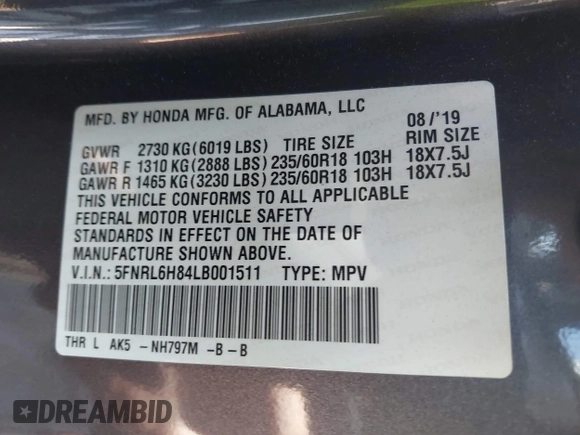 MFD. BY HONDA MFG. OF ALABAMA, LLC 08/'19
GVWR 2730 KG (6019 LBS) TIRE SIZE RIM SIZE
GAWR F 1310 KG (2888 LBS) 235/60R18 103H 18X7.5J
GAWR R 1465 KG (3230 LBS) 235/60R18 103H 18X7.5J
THIS VEHICLE CONFORMS TO ALL APPLICABLE
FEDERAL MOTOR VEHICLE SAFETY
STANDARDS IN EFFECT ON THE DATE OF
MANUFACTURE SHOWN ABOVE.
V.I.N.: 5FNRL6H84LB001511 TYPE: MPV
THR L AK5 -NH797M -B-B
DREAMBID